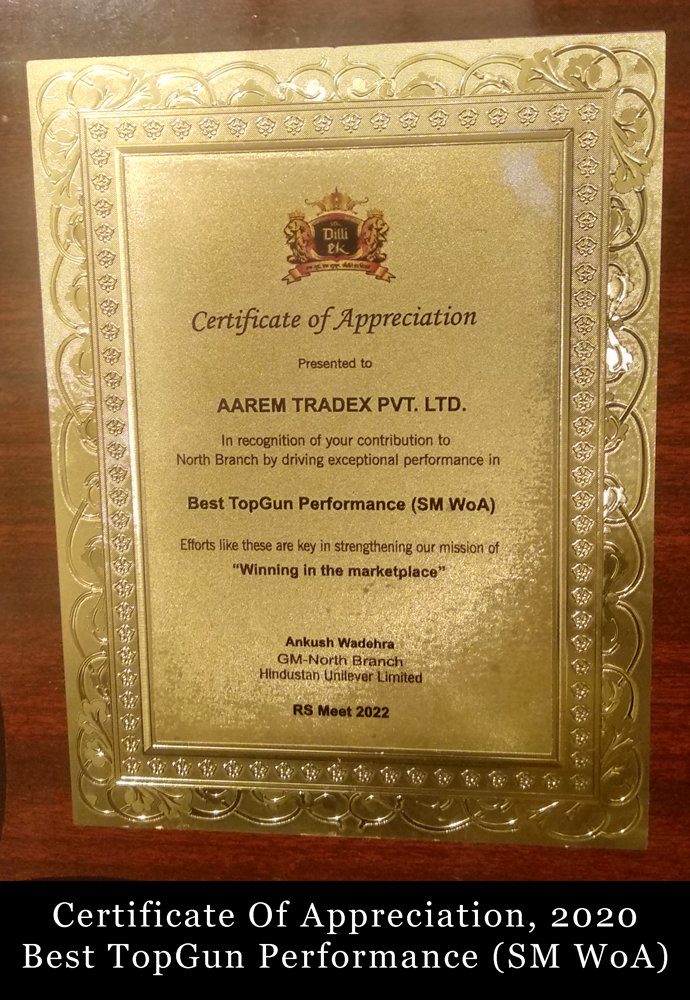 Dilli
ek
Certificate of Appreciation
Presented to
AAREM TRADEX PVT. LTD.
In recognition of your contribution to
North Branch by driving exceptional performance in
Best TopGun Performance (SM WoA)
Efforts like these are key in strengthening our mission of
“Winning in the marketplace”
Ankush Wadehra
GM-North Branch
Hindustan Unilever Limited
RS Meet 2022
Certificate Of Appreciation, 2020
Best TopGun Performance (SM WoA)